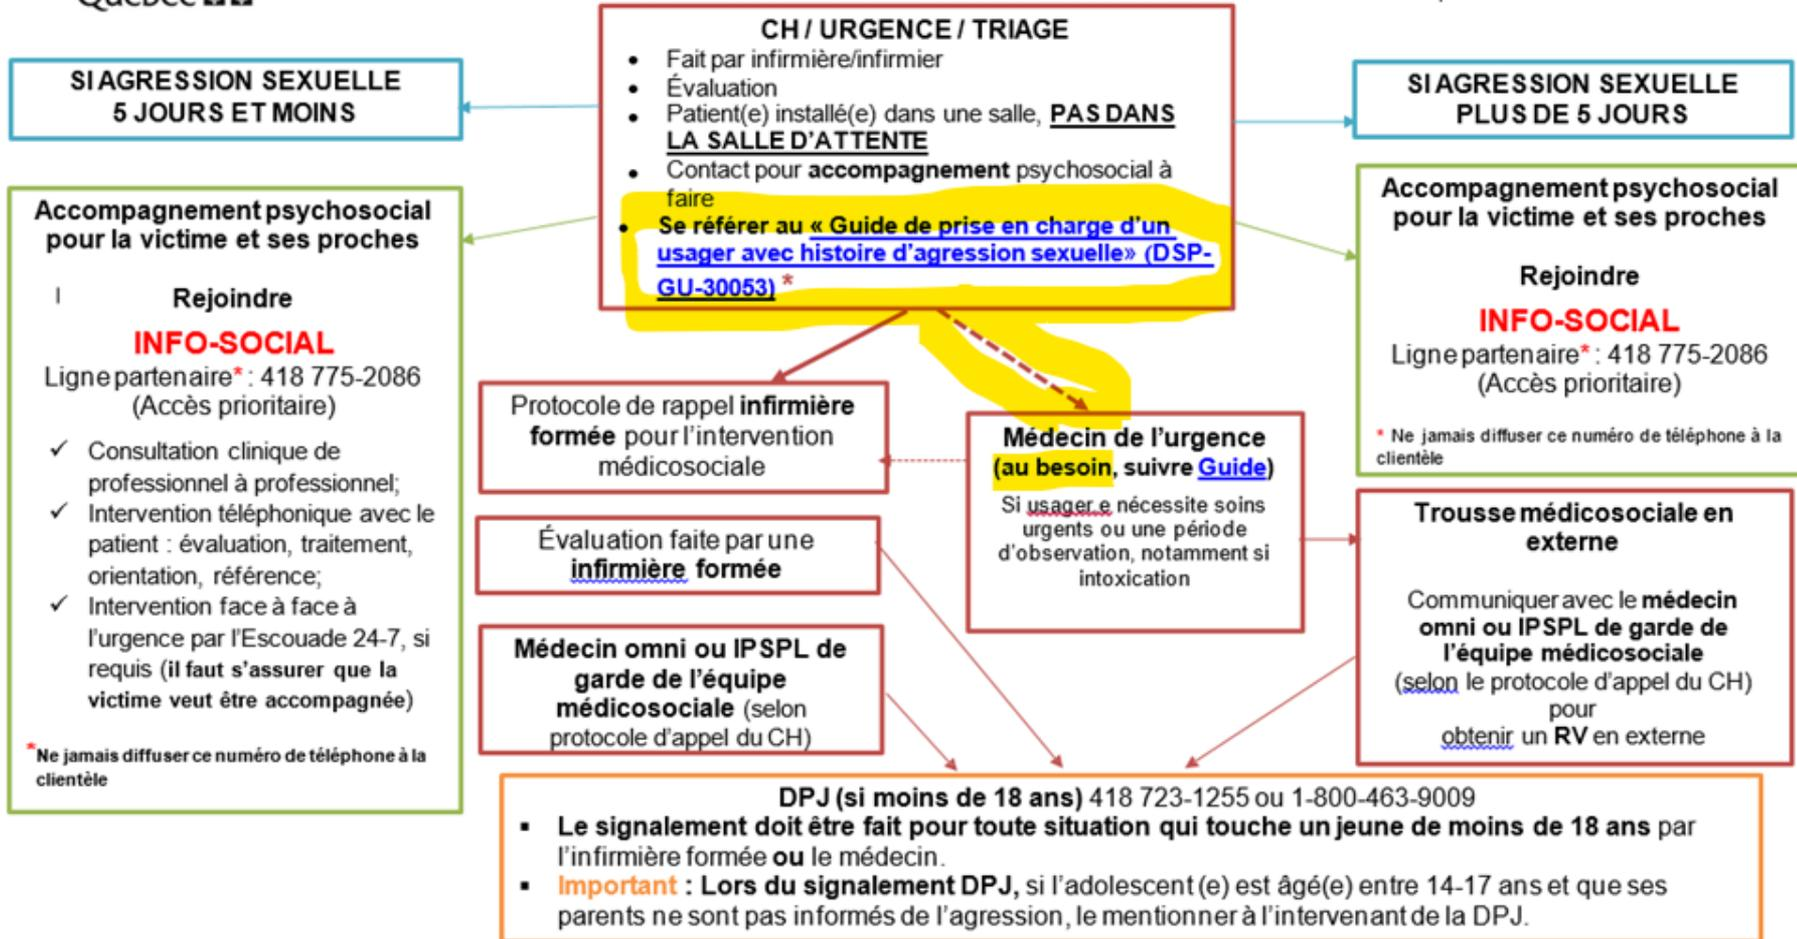 Québec
CH / URGENCE / TRIAGE
• Fait par infirmière/infirmier
• Évaluation
• Patient(e) installé(e) dans une salle, PAS DANS
LA SALLE D'ATTENTE
• Contact pour accompagnement psychosocial à
faire
• Se référer au « Guide de prise en charge d'un
usager avec histoire d'agression sexuelle» (DSP-
GU-30053) *
SI AGRESSION SEXUELLE
5 JOURS ET MOINS
SI AGRESSION SEXUELLE
PLUS DE 5 JOURS
Accompagnement psychosocial
pour la victime et ses proches
Rejoindre
INFO-SOCIAL
Ligne partenaire* : 418 775-2086
(Accès prioritaire)
✓ Consultation clinique de
professionnel à professionnel;
✓ Intervention téléphonique avec le
patient : évaluation, traitement,
orientation, référence;
✓ Intervention face à face à
l'urgence par l'Escouade 24-7, si
requis (il faut s'assurer que la
victime veut être accompagnée)
*Ne jamais diffuser ce numéro de téléphone à la
clientèle
Accompagnement psychosocial
pour la victime et ses proches
Rejoindre
INFO-SOCIAL
Ligne partenaire* : 418 775-2086
(Accès prioritaire)
* Ne jamais diffuser ce numéro de téléphone à la
clientèle
Protocole de rappel infirmière
formée pour l'intervention
médicosociale
Médecin de l'urgence
(au besoin, suivre Guide)
Si usager.e nécessite soins
urgents ou une période
d'observation, notamment si
intoxication
Évaluation faite par une
infirmière formée
Médecin omni ou IPSPL de
garde de l'équipe
médicosociale (selon
protocole d'appel du CH)
Trousse médicosociale en
externe
Communiquer avec le médecin
omni ou IPSPL de garde de
l'équipe médicosociale
(selon le protocole d'appel du CH)
pour
obtenir un RV en externe
DPJ (si moins de 18 ans) 418 723-1255 ou 1-800-463-9009
▪ Le signalement doit être fait pour toute situation qui touche un jeune de moins de 18 ans par
l'infirmière formée ou le médecin.
▪ Important : Lors du signalement DPJ, si l'adolescent (e) est âgé(e) entre 14-17 ans et que ses
parents ne sont pas informés de l'agression, le mentionner à l'intervenant de la DPJ.